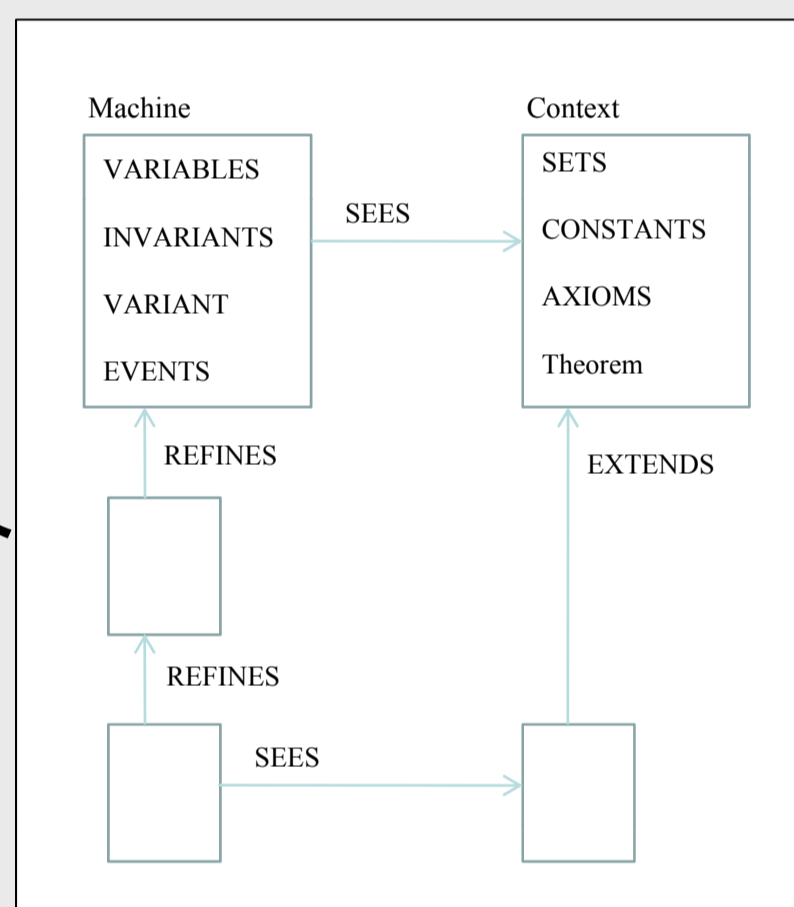 Machine
VARIABLES
INVARIANTS
VARIANT
EVENTS
SEES
Context
SETS
CONSTANTS
AXIOMS
Theorem
REFINES
EXTENDS
REFINES
SEES